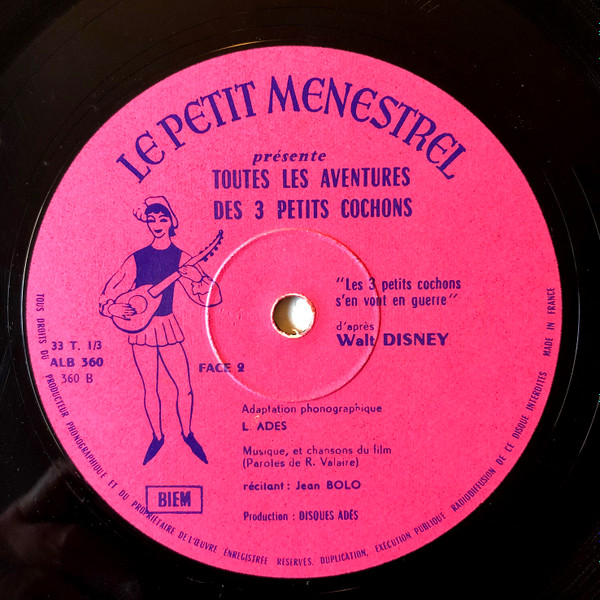 LE PETIT MENESTREL
présente
TOUTES LES AVENTURES
DES 3 PETITS COCHONS
"Les 3 petits cochons
s'en vont en guerre"
d'après
Walt DISNEY
33 T. 1/3
ALB 360
360 B
FACE 2
Adaptation phonographique
L. ADES
Musique, et chansons du film
(Paroles de R. Valaire)
récitant : Jean BOLO
Production : DISQUES ADÈS
BIEM
TOUS DROITS DU PRODUCTEUR PHONOGRAPHIQUE ET DU PROPRIÉTAIRE DE L'ŒUVRE ENREGISTRÉE RÉSERVÉS. DUPLICATION, EXÉCUTION PUBLIQUE RADIODIFFUSION DE CE DISQUE INTERDITES MADE IN FRANCE